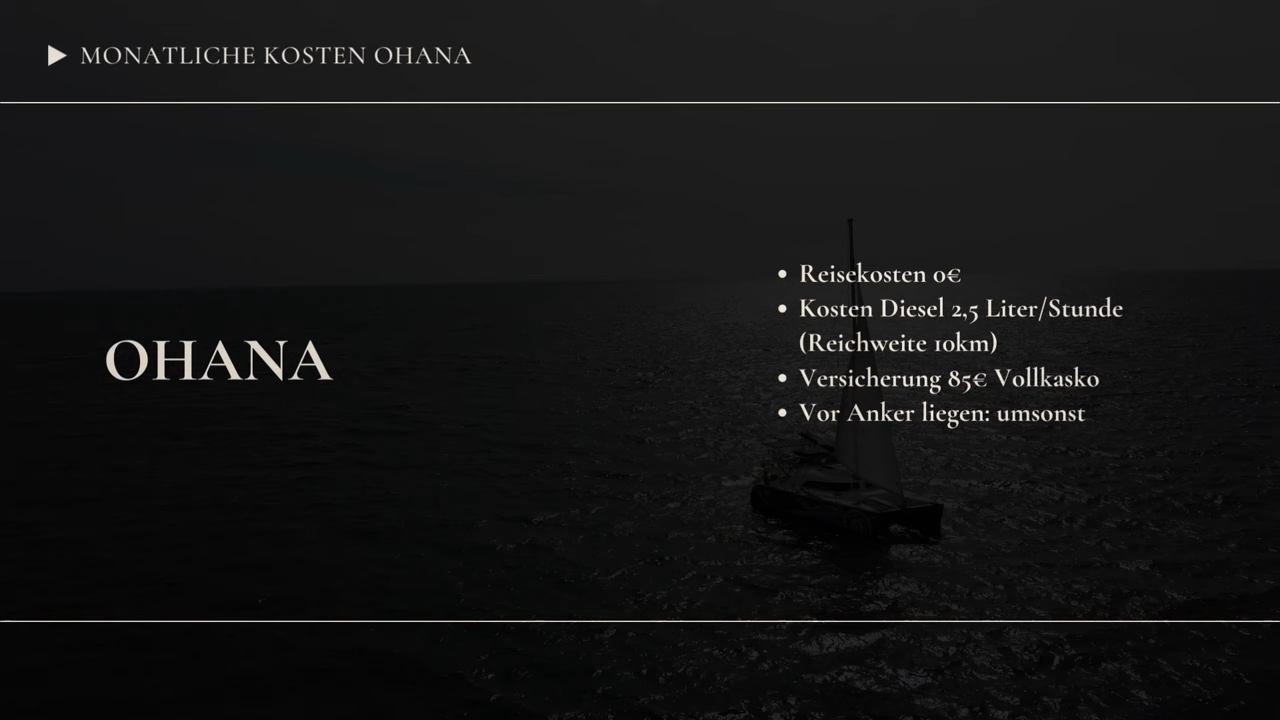 MONATLICHE KOSTEN OHANA
OHANA
• Reisekosten 0€
• Kosten Diesel 2,5 Liter/Stunde
(Reichweite 10km)
• Versicherung 85€ Vollkasko
• Vor Anker liegen: umsonst